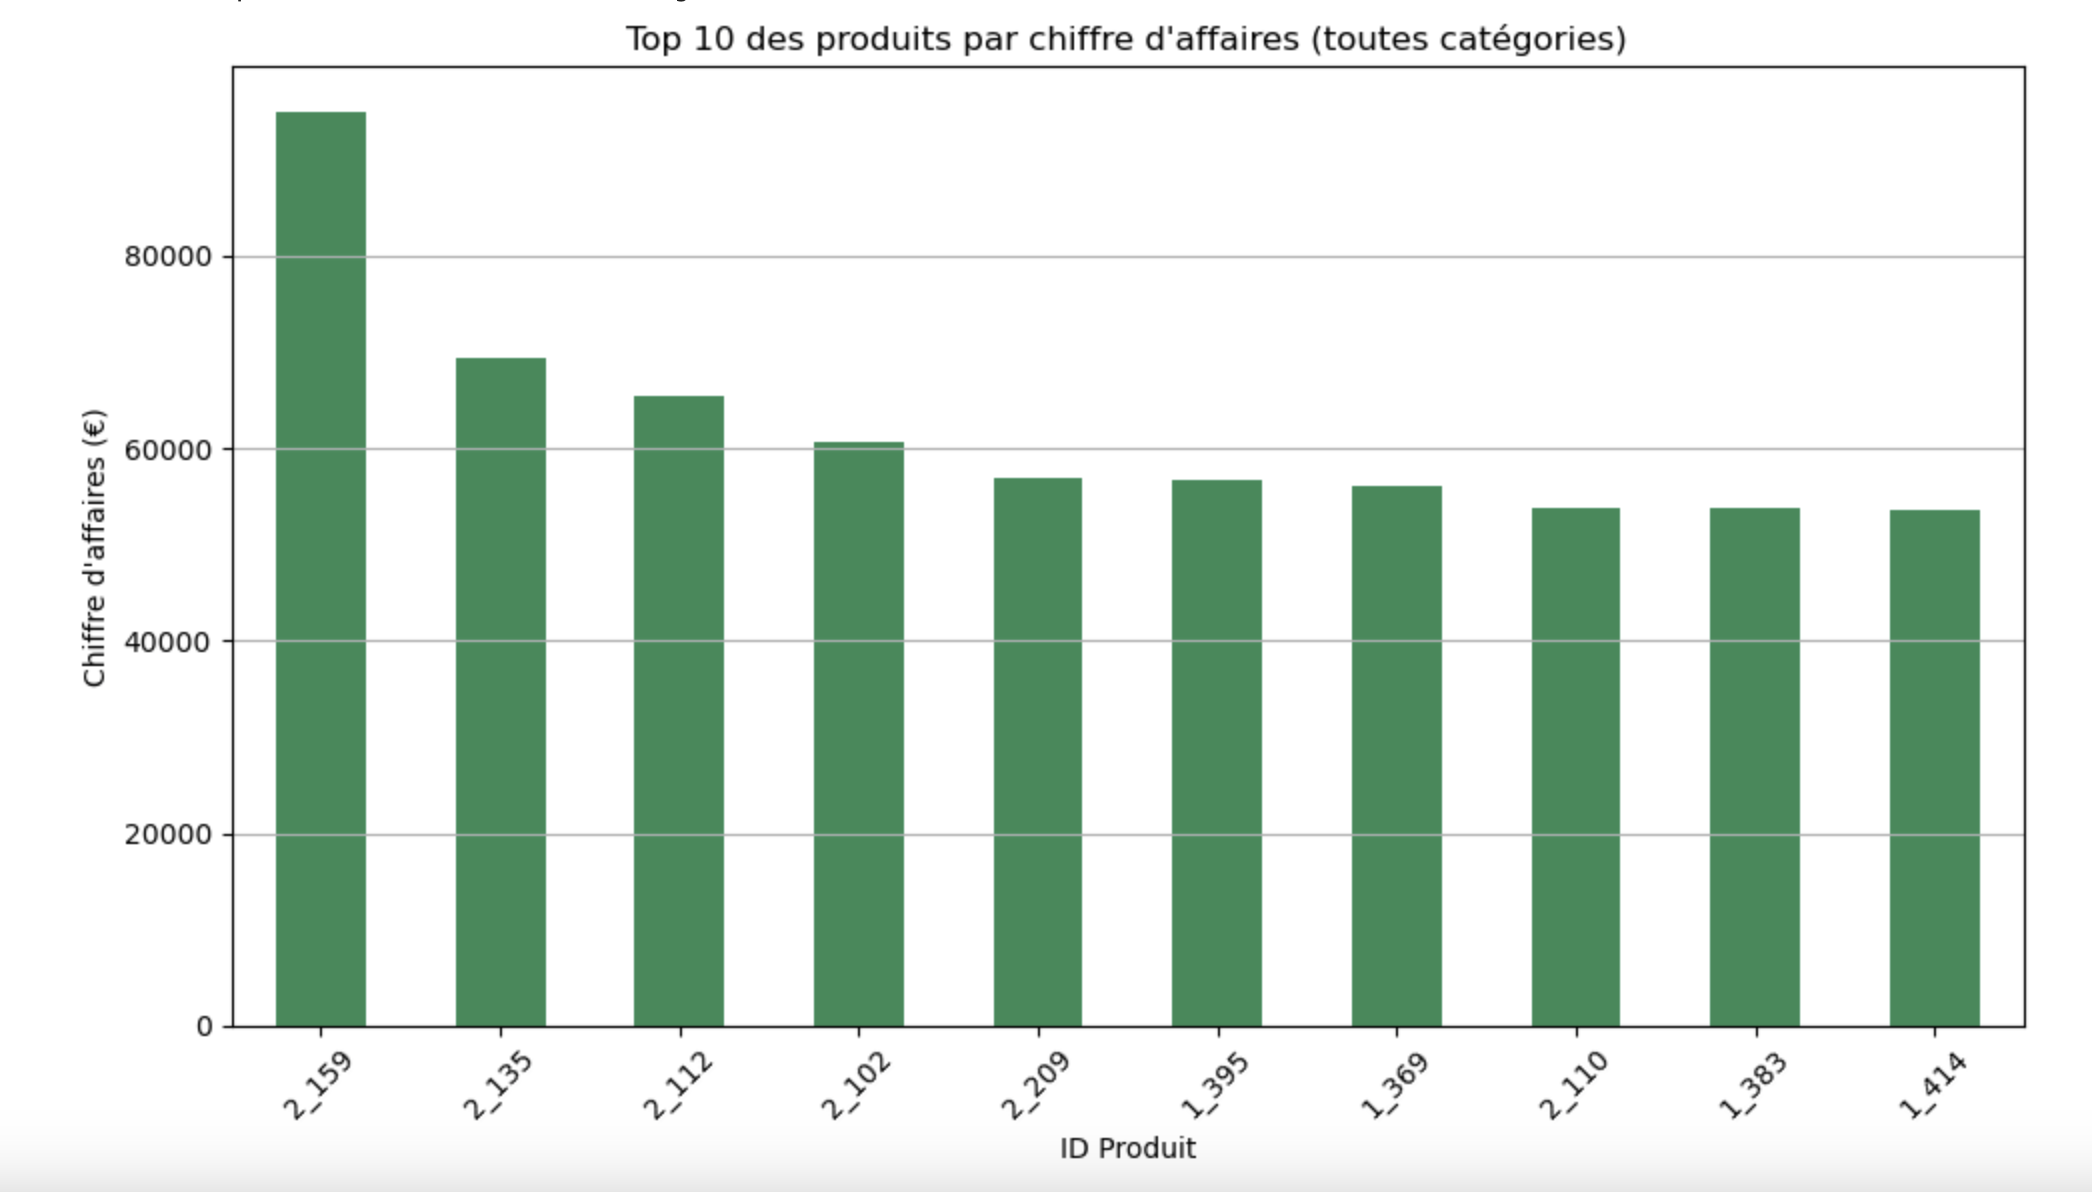 Top 10 des produits par chiffre d'affaires (toutes catégories)
Chiffre d'affaires (€)
80000
60000
40000
20000
0
2_159 2_135 2_112 2_102 2_209 1_395 1_369 2_110 1_383 1_414
ID Produit